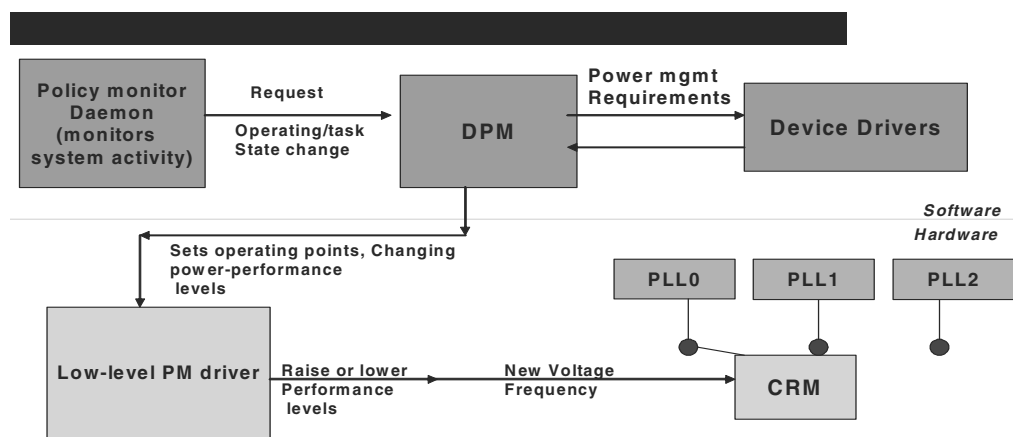 Policy monitor
Daemon
(monitors
system activity)
Request
Operating/task
State change
DPM
Power mgmt
Requirements
Device Drivers
Software
Hardware
Sets operating points, Changing
power-performance
levels
PLL0
PLL1
PLL2
Low-level PM driver
Raise or lower
Performance
levels
New Voltage
Frequency
CRM